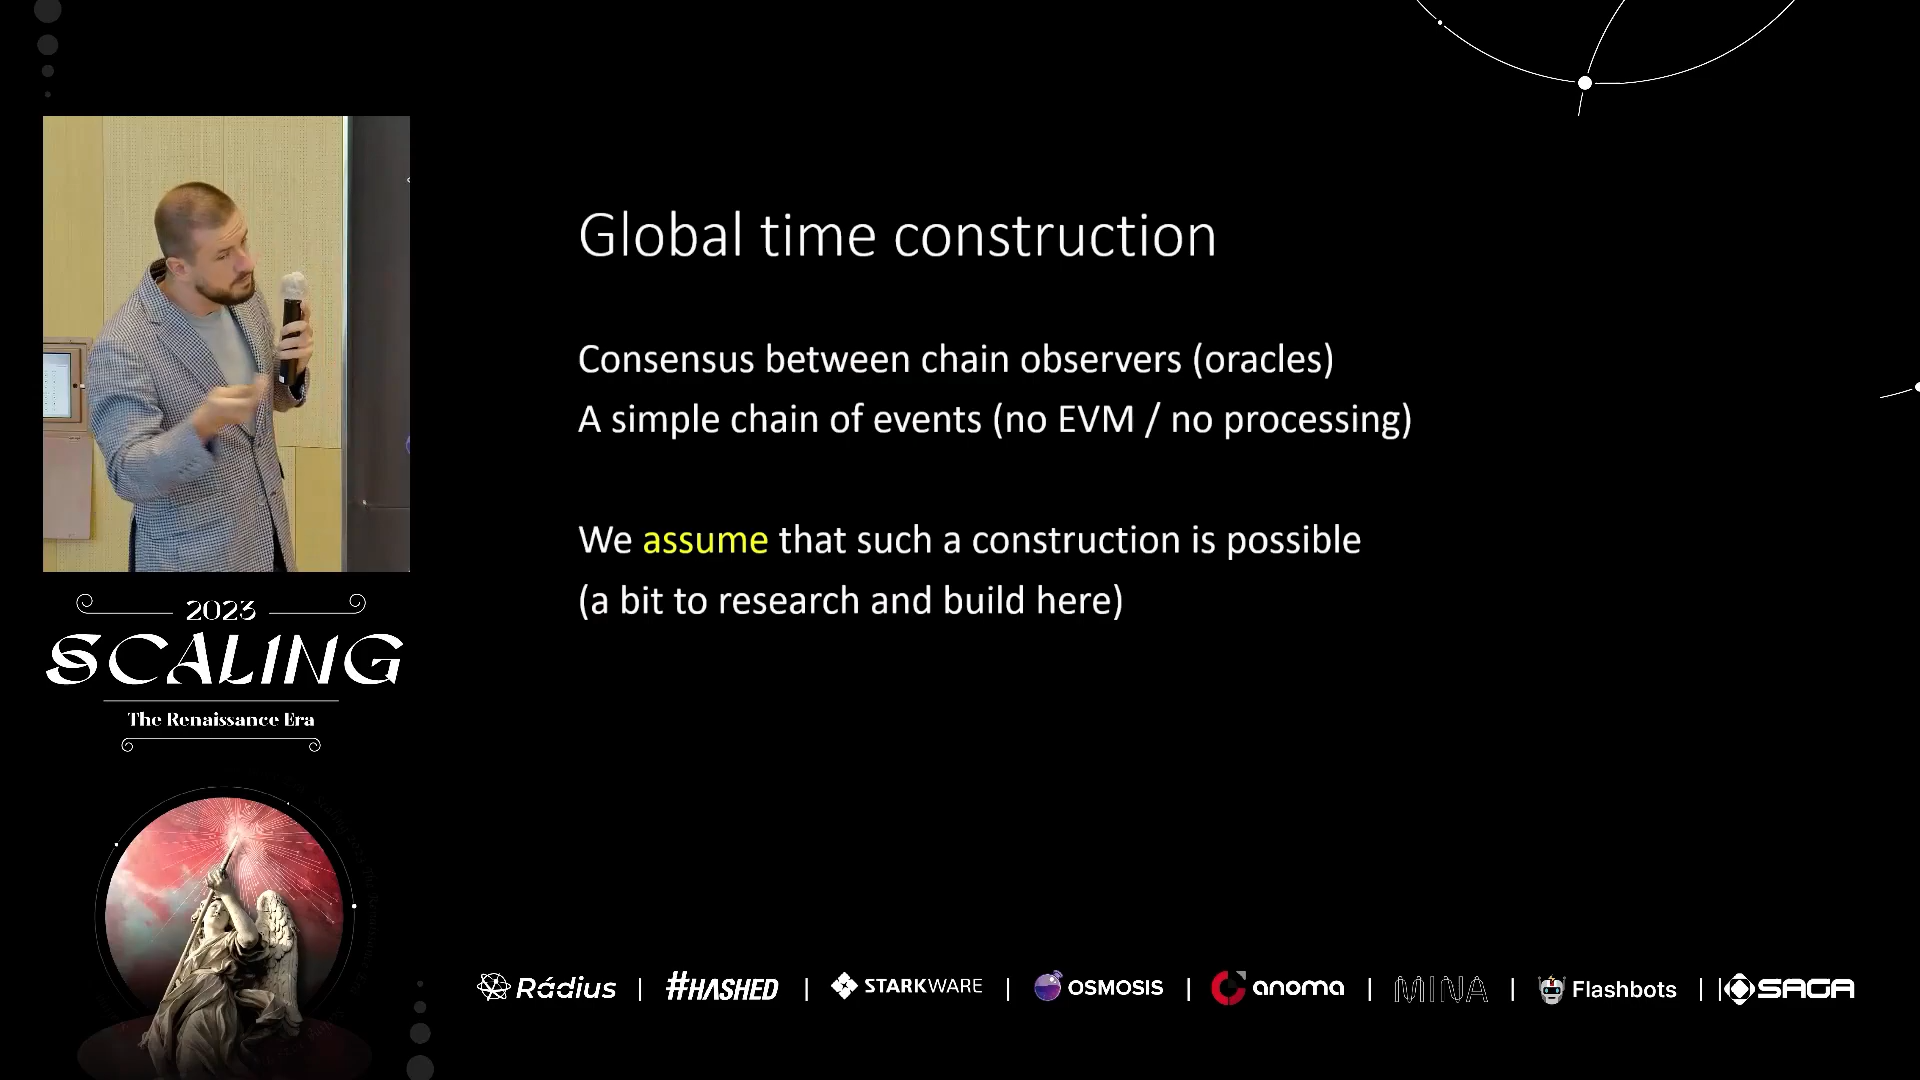 Global time construction
Consensus between chain observers (oracles)
A simple chain of events (no EVM / no processing)
We assume that such a construction is possible
(a bit to research and build here)
2023
SCALING
The Renaissance Era
Rádius | #HASHED | STARKWARE | OSMOSIS | anoma | MINA | Flashbots | | SAGA